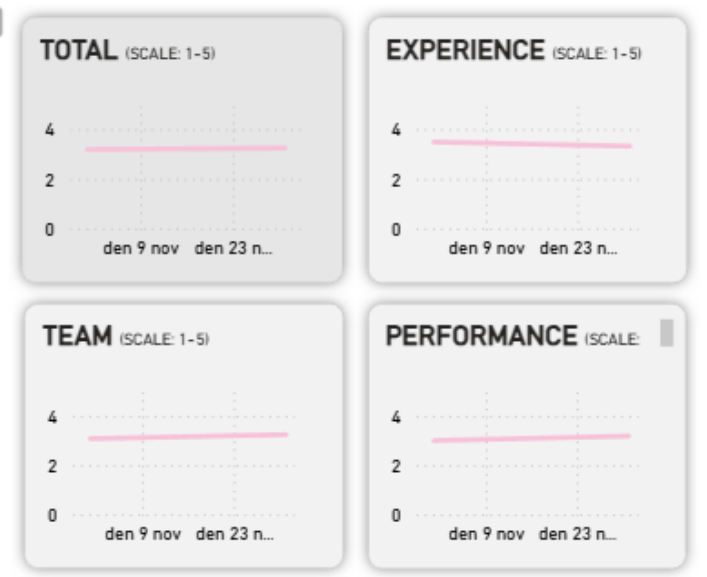 TOTAL (SCALE: 1-5)
4
2
0
den 9 nov den 23 n...
EXPERIENCE (SCALE: 1-5)
4
2
0
den 9 nov den 23 n...
TEAM (SCALE: 1-5)
4
2
0
den 9 nov den 23 n...
PERFORMANCE (SCALE:
4
2
0
den 9 nov den 23 n...